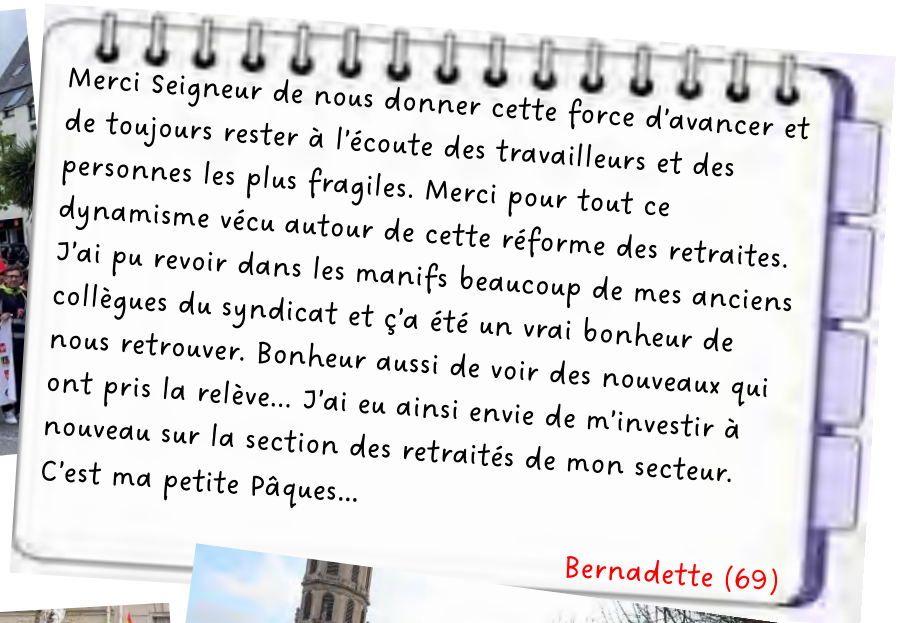 Merci Seigneur de nous donner cette force d'avancer et
de toujours rester à l'écoute des travailleurs et des
personnes les plus fragiles. Merci pour tout ce
dynamisme vécu autour de cette réforme des retraites.
J'ai pu revoir dans les manifs beaucoup de mes anciens
collègues du syndicat et ç'a été un vrai bonheur de
nous retrouver. Bonheur aussi de voir des nouveaux qui
ont pris la relève... J'ai eu ainsi envie de m'investir à
nouveau sur la section des retraités de mon secteur.
C'est ma petite Pâques...
Bernadette (69)